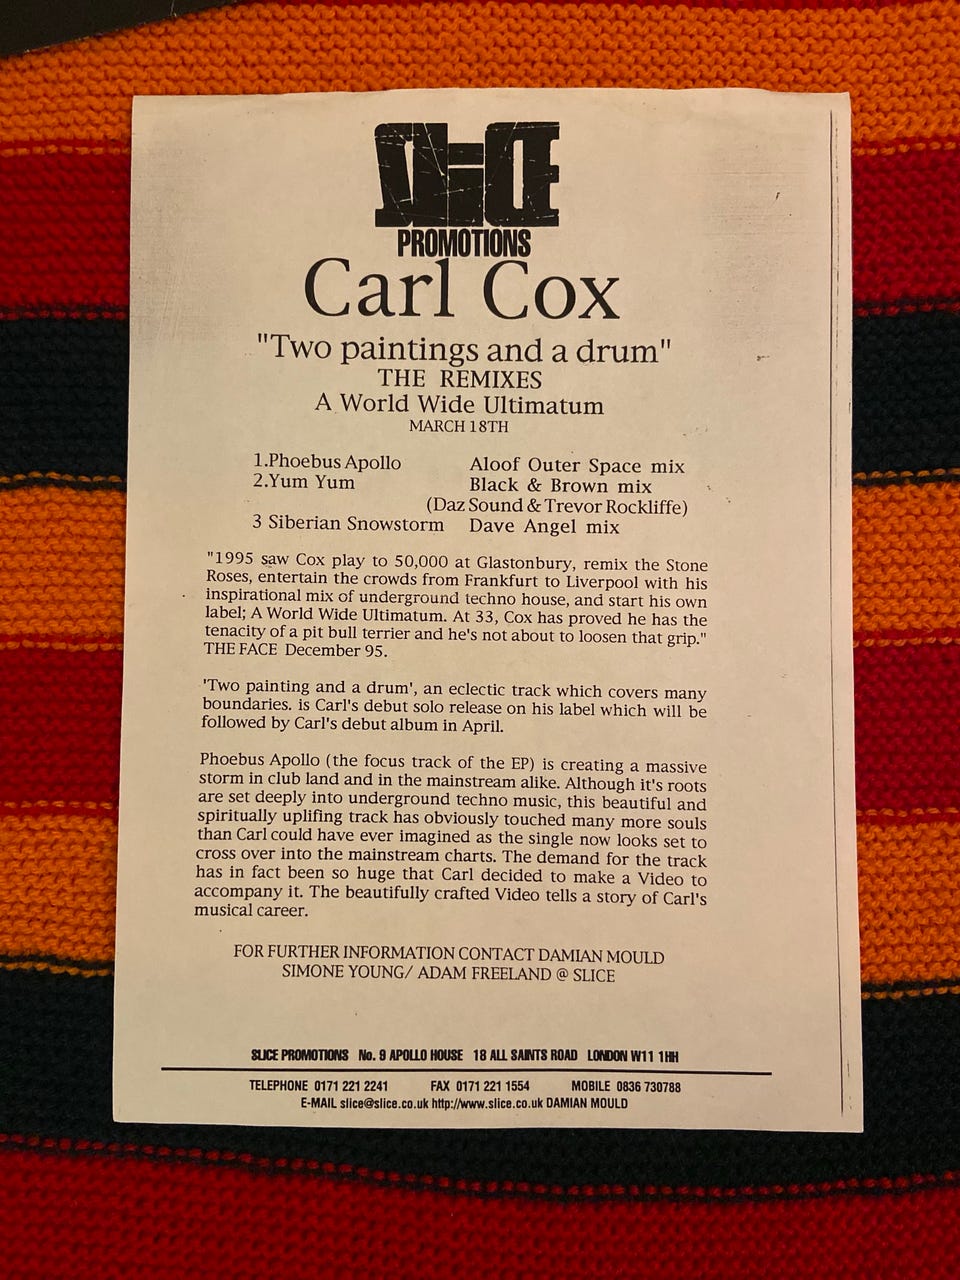 SLiCE
PROMOTIONS
Carl Cox
"Two paintings and a drum"
THE REMIXES
A World Wide Ultimatum
MARCH 18TH
1.Phoebus Apollo Aloof Outer Space mix
2.Yum Yum Black & Brown mix
(Daz Sound & Trevor Rockliffe)
3 Siberian Snowstorm Dave Angel mix
"1995 saw Cox play to 50,000 at Glastonbury, remix the Stone
Roses, entertain the crowds from Frankfurt to Liverpool with his
inspirational mix of underground techno house, and start his own
label; A World Wide Ultimatum. At 33, Cox has proved he has the
tenacity of a pit bull terrier and he's not about to loosen that grip."
THE FACE December 95.
'Two painting and a drum', an eclectic track which covers many
boundaries. is Carl's debut solo release on his label which will be
followed by Carl's debut album in April.
Phoebus Apollo (the focus track of the EP) is creating a massive
storm in club land and in the mainstream alike. Although it's roots
are set deeply into underground techno music, this beautiful and
spiritually uplifing track has obviously touched many more souls
than Carl could have ever imagined as the single now looks set to
cross over into the mainstream charts. The demand for the track
has in fact been so huge that Carl decided to make a Video to
accompany it. The beautifully crafted Video tells a story of Carl's
musical career.
FOR FURTHER INFORMATION CONTACT DAMIAN MOULD
SIMONE YOUNG/ ADAM FREELAND @ SLICE
SLICE PROMOTIONS No. 9 APOLLO HOUSE 18 ALL SAINTS ROAD LONDON W11 1HH
TELEPHONE 0171 221 2241 FAX 0171 221 1554 MOBILE 0836 730788
E-MAIL slice@slice.co.uk http://www.slice.co.uk DAMIAN MOULD